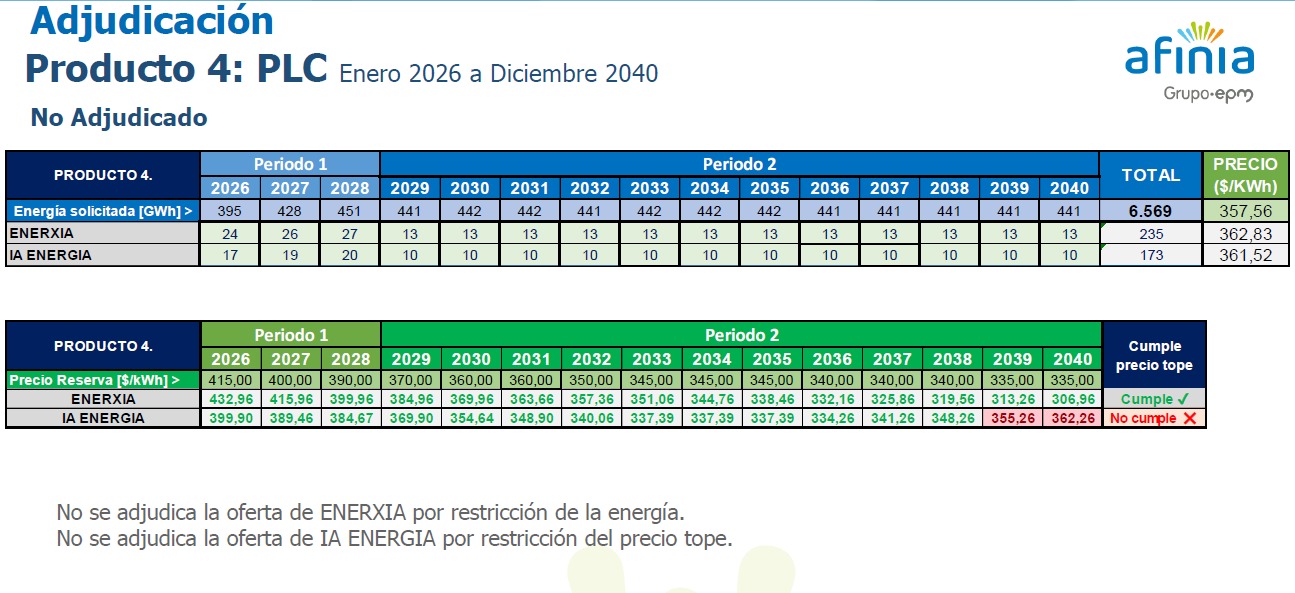 Adjudicación
Producto 4: PLC Enero 2026 a Diciembre 2040
No Adjudicado
afinia
Grupo·epm
PRODUCTO 4. Periodo 1 Periodo 2 TOTAL PRECIO ($/KWh)
2026 2027 2028 2029 2030 2031 2032 2033 2034 2035 2036 2037 2038 2039 2040
Energía solicitada [GWh] > 395 428 451 441 442 442 441 442 442 442 441 441 441 441 441 6.569 357,56
ENERXIA 24 26 27 13 13 13 13 13 13 13 13 13 13 13 13 235 362,83
IA ENERGIA 17 19 20 10 10 10 10 10 10 10 10 10 10 10 10 173 361,52
PRODUCTO 4. Periodo 1 Periodo 2 Cumple precio tope
2026 2027 2028 2029 2030 2031 2032 2033 2034 2035 2036 2037 2038 2039 2040
Precio Reserva [$/kWh] > 415,00 400,00 390,00 370,00 360,00 360,00 350,00 345,00 345,00 345,00 340,00 340,00 340,00 335,00 335,00
ENERXIA 432,96 415,96 399,96 384,96 369,96 363,66 357,36 351,06 344,76 338,46 332,16 325,86 319,56 313,26 306,96 Cumple ✓
IA ENERGIA 399,90 389,46 384,67 369,90 354,64 348,90 340,06 337,39 337,39 337,39 334,26 341,26 348,26 355,26 362,26 No cumple ✕
No se adjudica la oferta de ENERXIA por restricción de la energía.
No se adjudica la oferta de IA ENERGIA por restricción del precio tope.